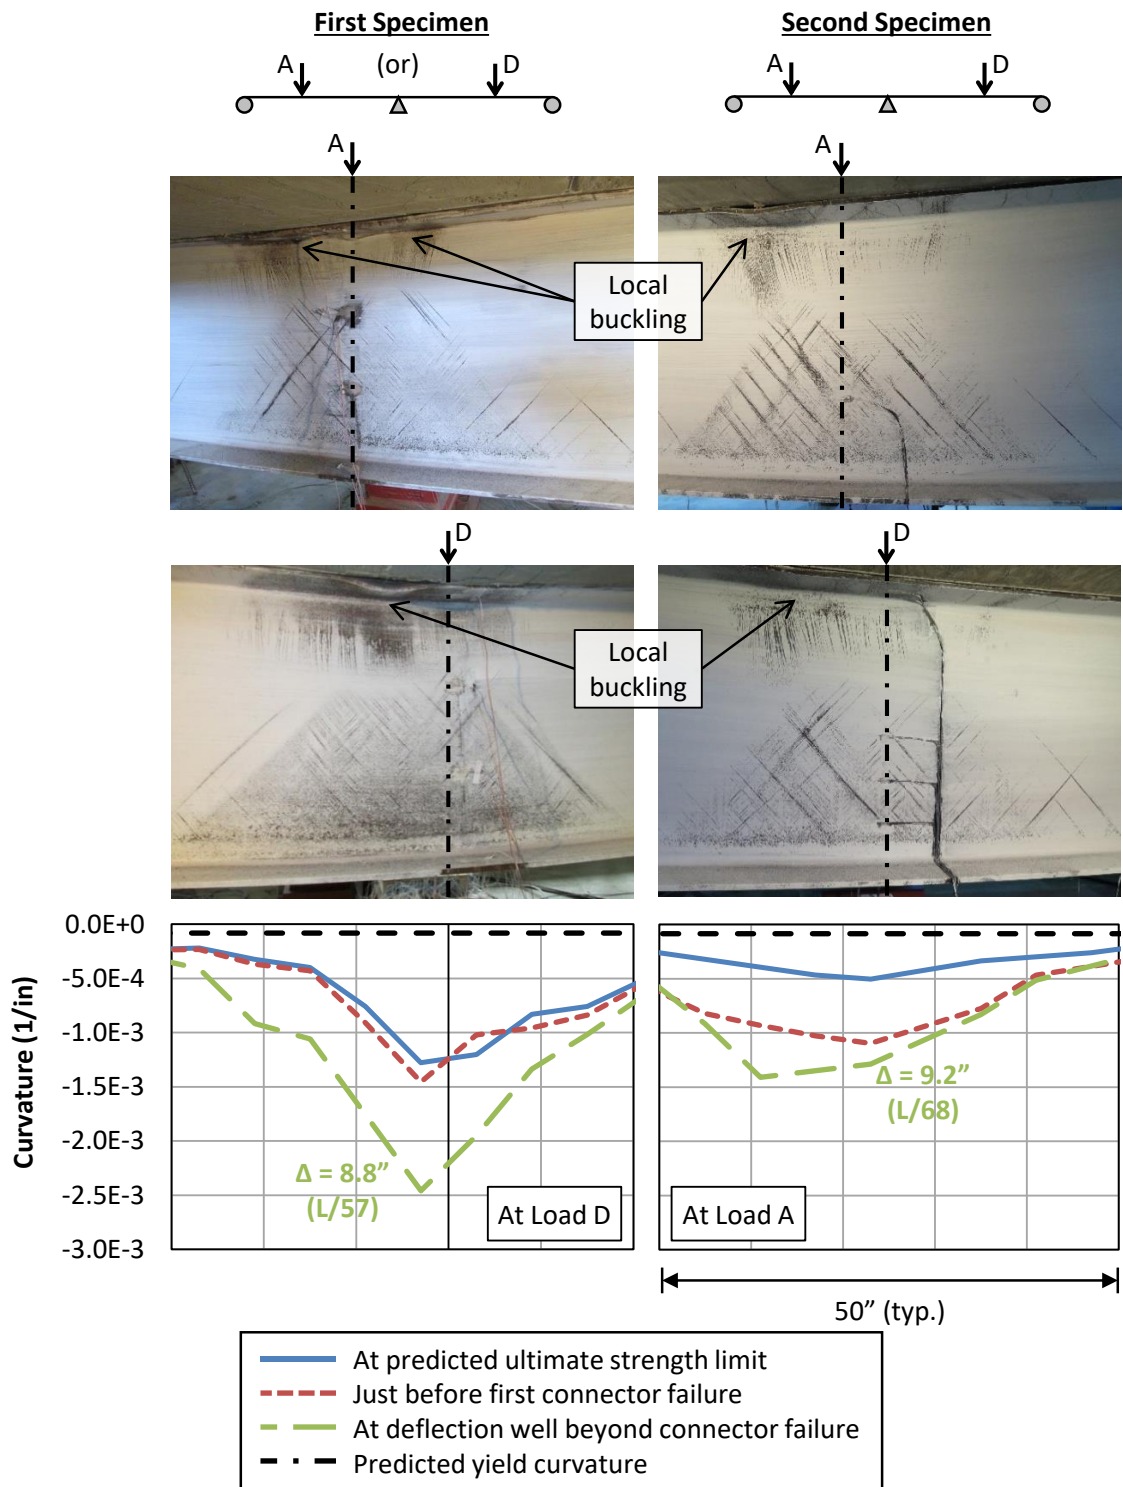 First Specimen
Second Specimen
A
(or)
D
A
D
A
A
Local
buckling
D
D
Local
buckling
Curvature (1/in)
0.0E+0
-5.0E-4
-1.0E-3
-1.5E-3
-2.0E-3
-2.5E-3
-3.0E-3
Δ = 8.8”
(L/57)
At Load D
Δ = 9.2”
(L/68)
At Load A
50” (typ.)
At predicted ultimate strength limit
Just before first connector failure
At deflection well beyond connector failure
Predicted yield curvature